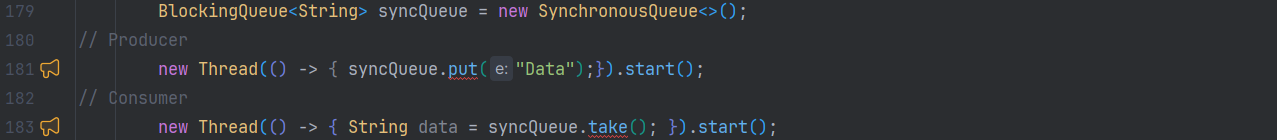 179 BlockingQueue<String> syncQueue = new SynchronousQueue<>();
180 // Producer
181 new Thread(() -> { syncQueue.put( e: "Data");}).start();
182 // Consumer
183 new Thread(() -> { String data = syncQueue.take(); }).start();